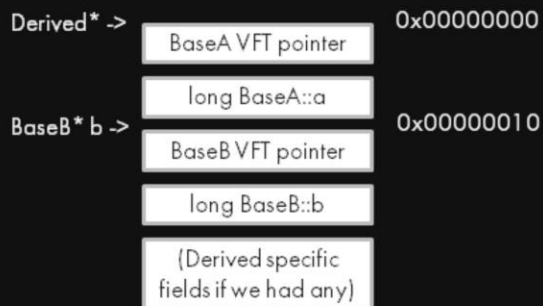 Derived* ->
0x00000000
BaseA VFT pointer
long BaseA::a
BaseB* b ->
0x00000010
BaseB VFT pointer
long BaseB::b
(Derived specific
fields if we had any)